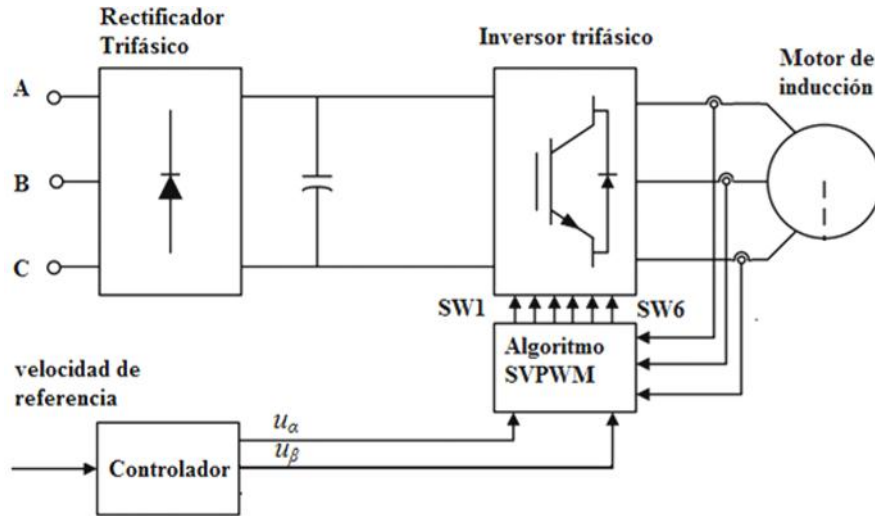 Rectificador
Trifásico
Inversor trifásico
Motor de
inducción
A
B
C
SW1
SW6
Algoritmo
SVPWM
velocidad de
referencia
uα
uβ
Controlador